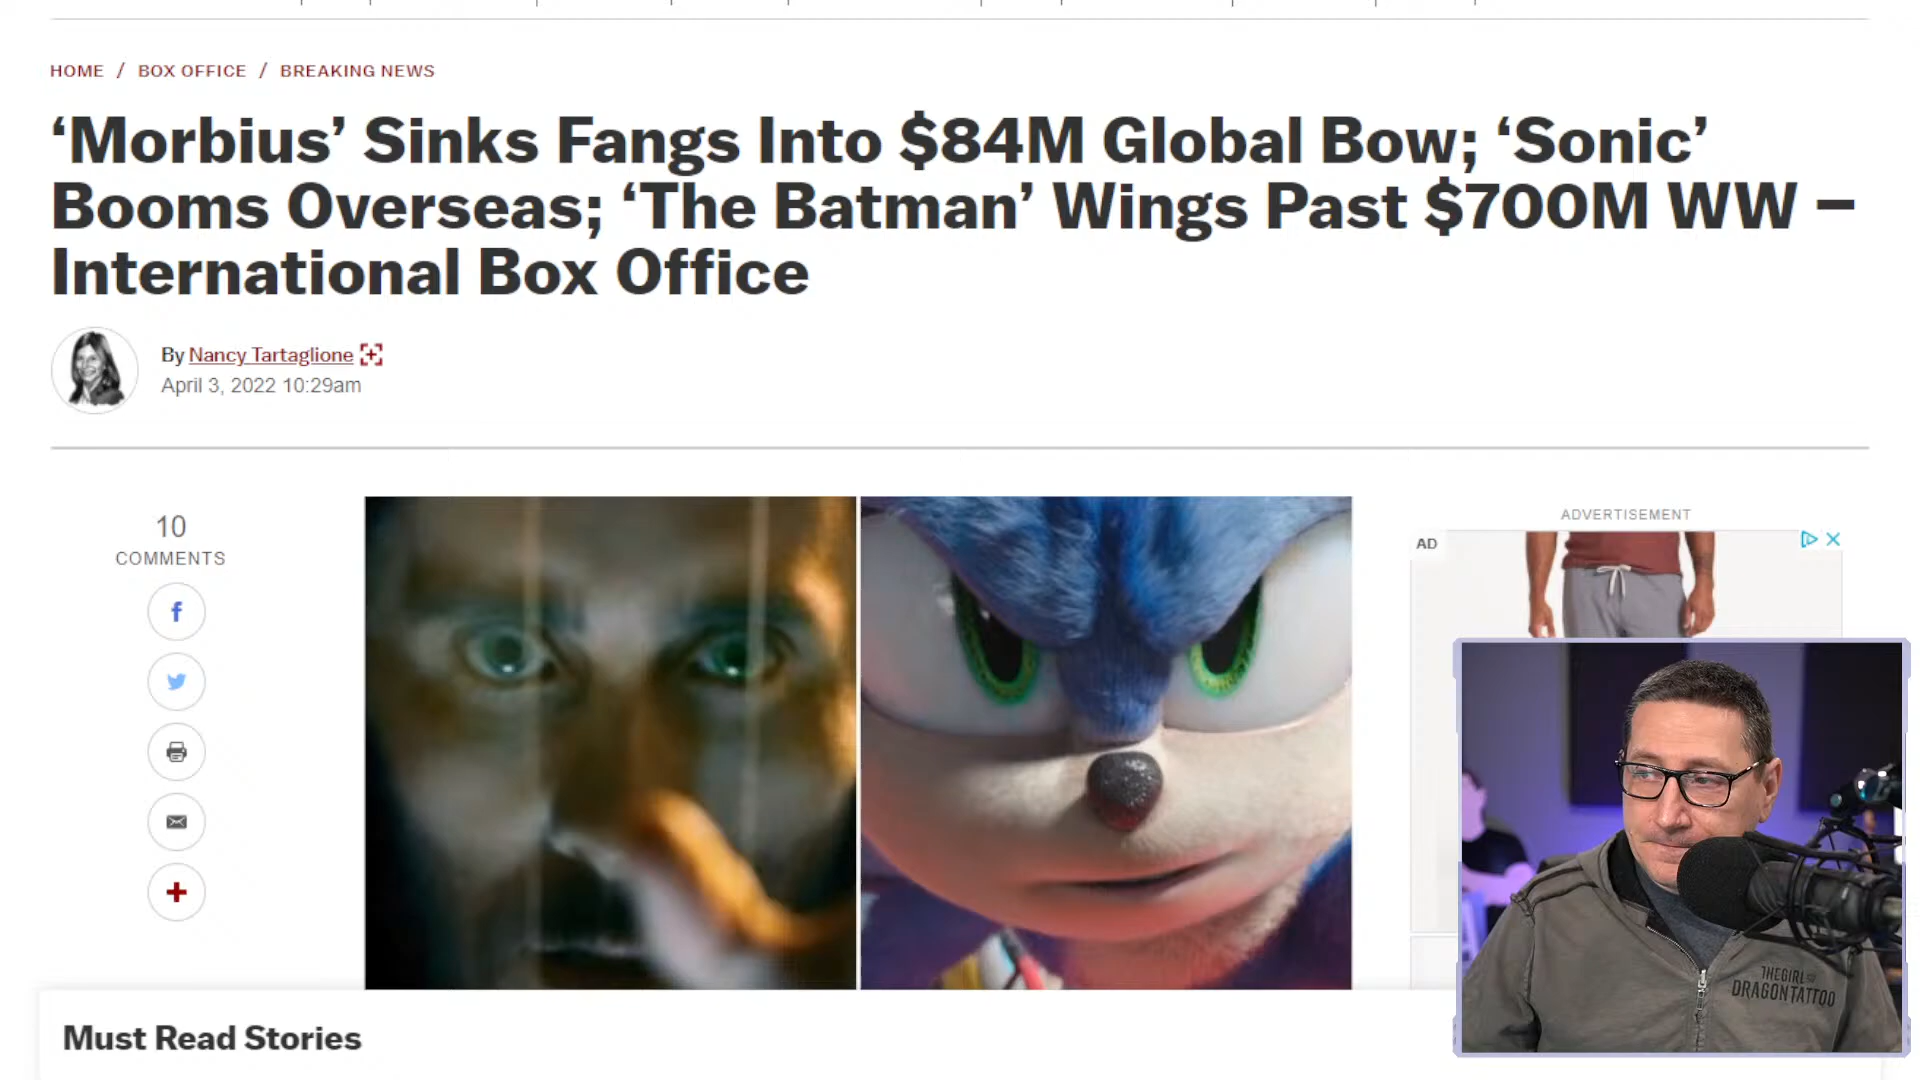 HOME / BOX OFFICE / BREAKING NEWS
‘Morbius’ Sinks Fangs Into $84M Global Bow; ‘Sonic’
Booms Overseas; ‘The Batman’ Wings Past $700M WW –
International Box Office
By Nancy Tartaglione
April 3, 2022 10:29am
10
COMMENTS
ADVERTISEMENT
AD
THE GIRL
DRAGON TATTOO
Must Read Stories